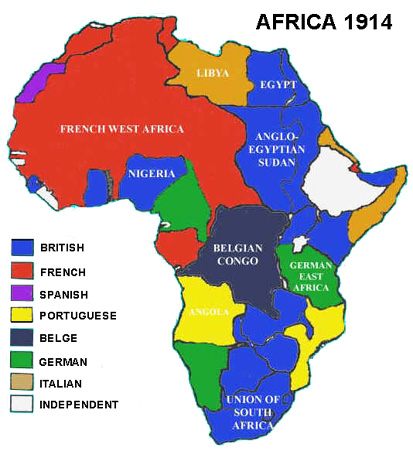 AFRICA 1914
LIBYA
EGYPT
FRENCH WEST AFRICA
ANGLO-
EGYPTIAN
SUDAN
NIGERIA
BELGIAN
CONGO
GERMAN
EAST
AFRICA
ANGOLA
UNION OF
SOUTH
AFRICA
BRITISH
FRENCH
SPANISH
PORTUGUESE
BELGE
GERMAN
ITALIAN
INDEPENDENT